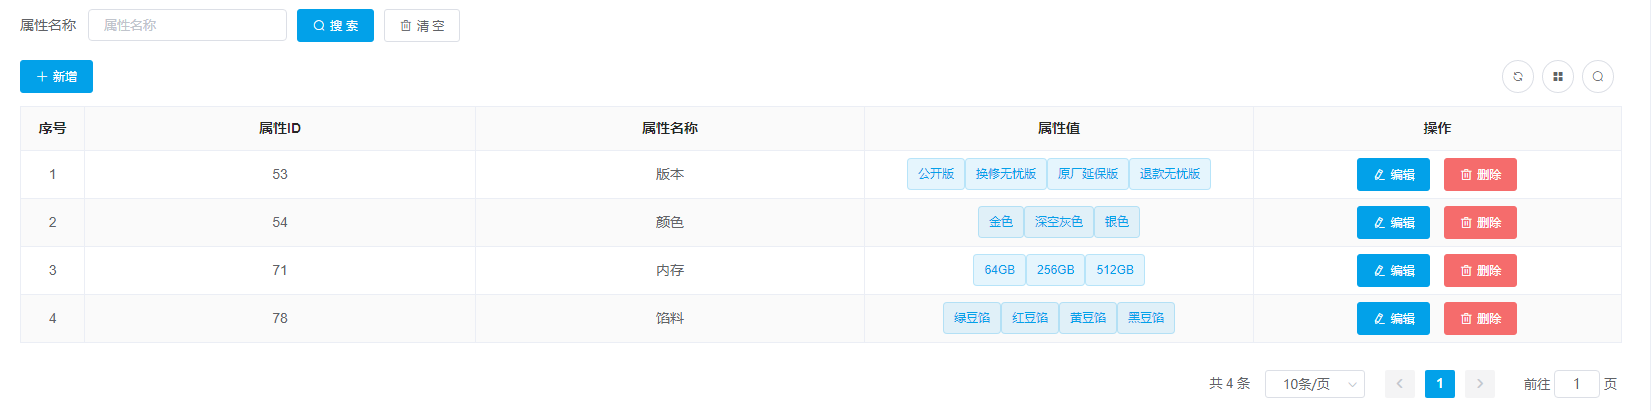 属性名称 属性名称 搜 索 清 空
新增
序号 属性ID 属性名称 属性值 操作
1 53 版本 公开版 换修无忧版 原厂延保版 退款无忧版 编辑 删除
2 54 颜色 金色 深空灰色 银色 编辑 删除
3 71 内存 64GB 256GB 512GB 编辑 删除
4 78 馅料 绿豆馅 红豆馅 黄豆馅 黑豆馅 编辑 删除
共 4 条 10条/页 1 前往 1 页